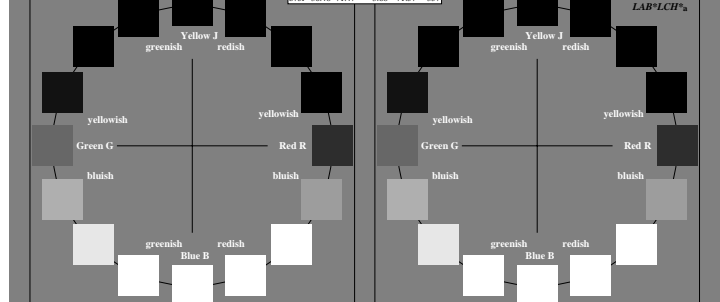 LAB*LCH*a
Yellow J
greenish redish
yellowish yellowish
Green G Red R
bluish bluish
greenish redish
Blue B
Yellow J
greenish redish
yellowish yellowish
Green G Red R
bluish bluish
greenish redish
Blue B